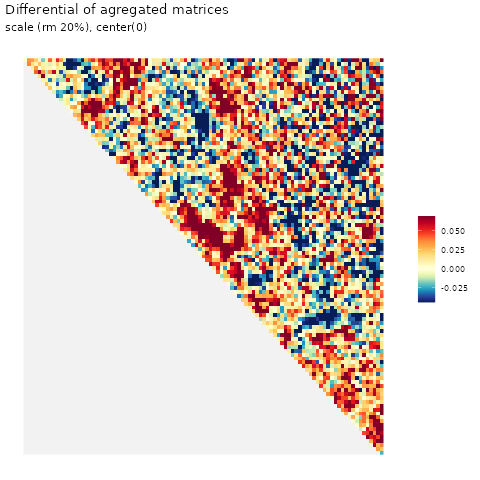 Differential of agregated matrices
scale (rm 20%), center(0)
0.050
0.025
0.000
-0.025